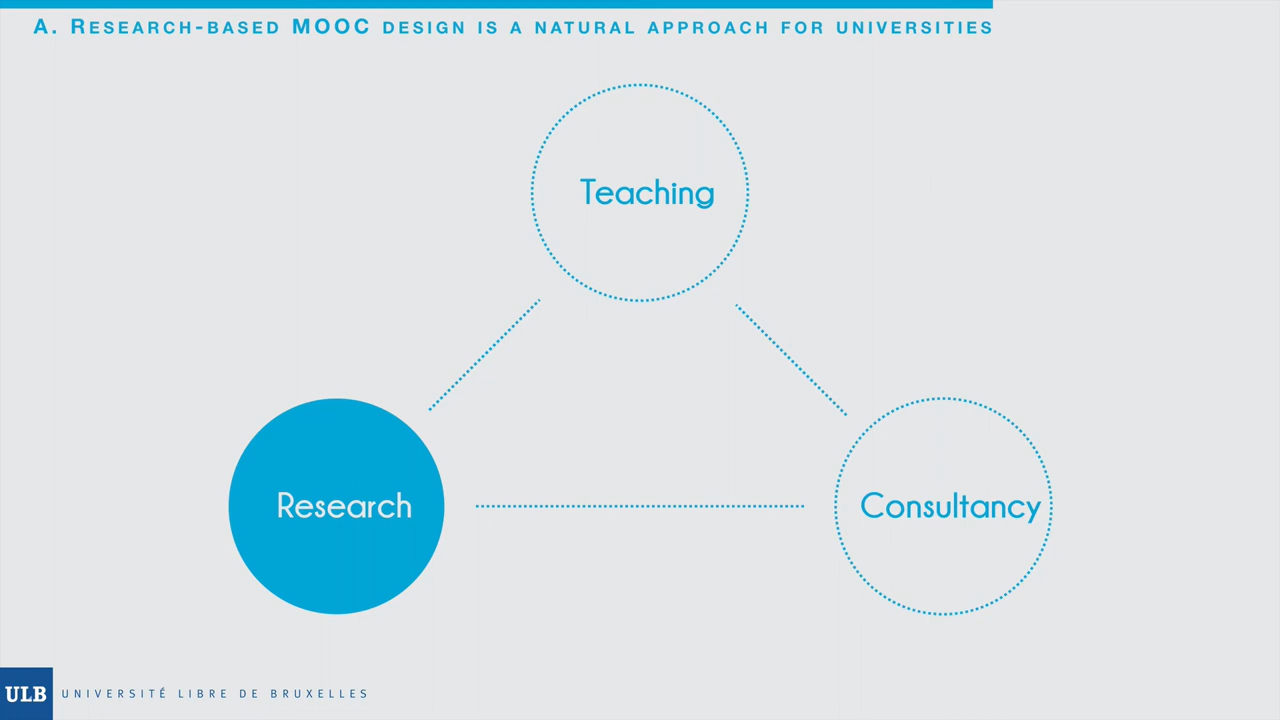 A. RESEARCH-BASED MOOC DESIGN IS A NATURAL APPROACH FOR UNIVERSITIES
Teaching
Research
Consultancy
ULB UNIVERSITÉ LIBRE DE BRUXELLES